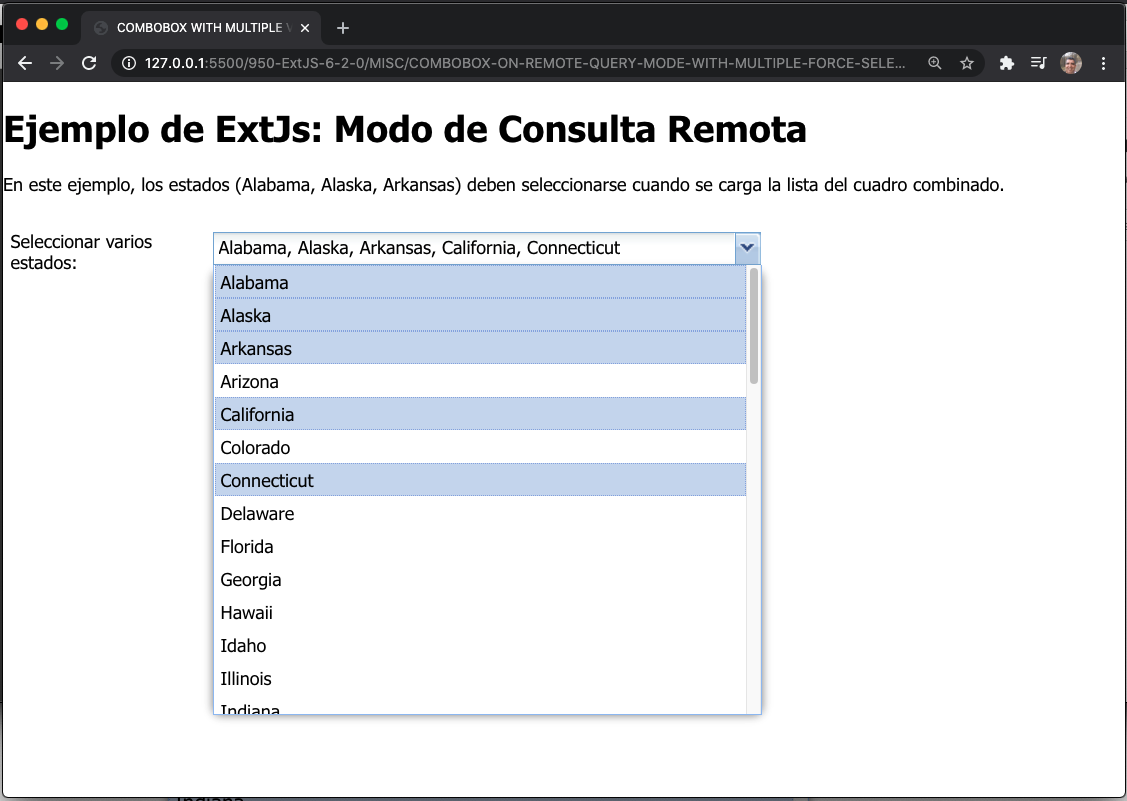 COMBOBOX WITH MULTIPLE
127.0.0.1:5500/950-ExtJS-6-2-0/MISC/COMBOBOX-ON-REMOTE-QUERY-MODE-WITH-MULTIPLE-FORCE-SELE...
Ejemplo de ExtJs: Modo de Consulta Remota
En este ejemplo, los estados (Alabama, Alaska, Arkansas) deben seleccionarse cuando se carga la lista del cuadro combinado.
Seleccionar varios
estados:
Alabama, Alaska, Arkansas, California, Connecticut
Alabama
Alaska
Arkansas
Arizona
California
Colorado
Connecticut
Delaware
Florida
Georgia
Hawaii
Idaho
Illinois
Indiana
Indiana